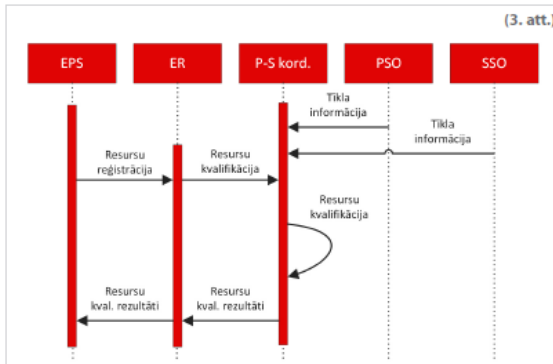 (3. att.)
EPS
ER
P-S kord.
PSO
SSO
Tīkla
informācija
Tīkla
informācija
Resursu
reģistrācija
Resursu
kvalifikācija
Resursu
kvalifikācija
Resursu
kval. rezultāti
Resursu
kval. rezultāti